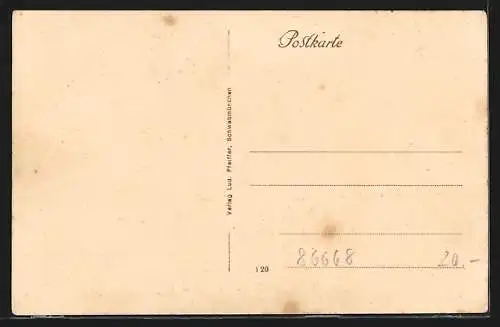 Postkarte
Verlag Lud. Pfeiffer, Schwabmünchen
86668 20.-
120